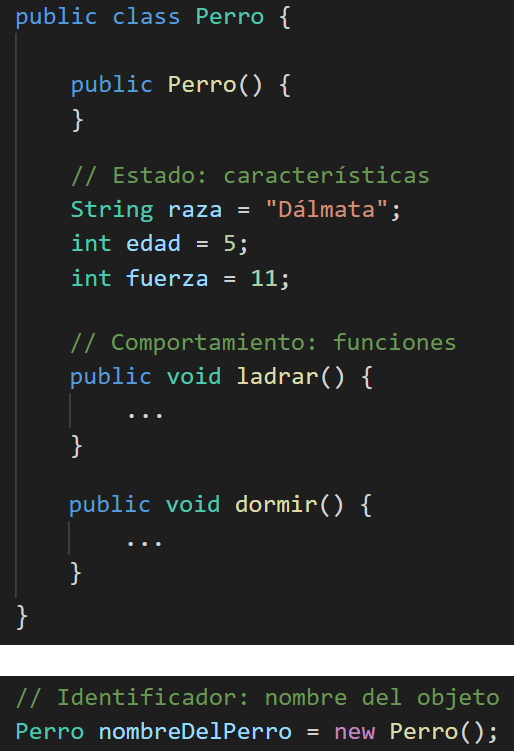 public class Perro {
public Perro() {
}
// Estado: características
String raza = "Dálmata";
int edad = 5;
int fuerza = 11;
// Comportamiento: funciones
public void ladrar() {
...
}
public void dormir() {
...
}
}
// Identificador: nombre del objeto
Perro nombreDelPerro = new Perro();